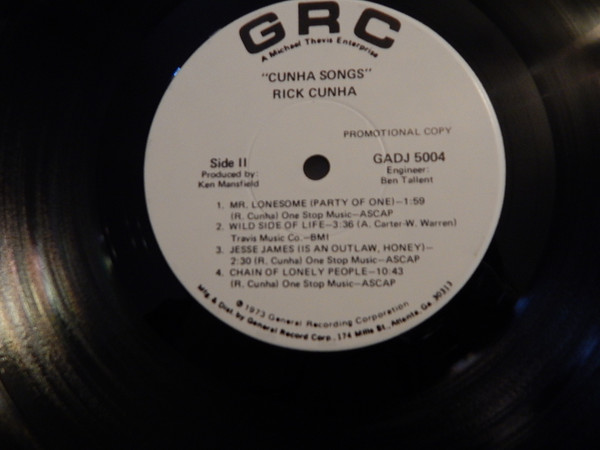 GRC
A Michael Thevis Enterprise
"CUNHA SONGS"
RICK CUNHA
PROMOTIONAL COPY
Side II
Produced by:
Ken Mansfield
GADJ 5004
Engineer:
Ben Tallent
1. MR. LONESOME (PARTY OF ONE)—1:59
(R. Cunha) One Stop Music—ASCAP
2. WILD SIDE OF LIFE—3:36 (A. Carter-W. Warren)
Travis Music Co.—BMI
3. JESSE JAMES (IS AN OUTLAW, HONEY)—
2:30 (R. Cunha) One Stop Music—ASCAP
4. CHAIN OF LONELY PEOPLE—10:43
(R. Cunha) One Stop Music—ASCAP
℗ 1973 General Recording Corporation
Mfg & Dist. by General Record Corp., 174 Mills St., Atlanta, Ga 30313